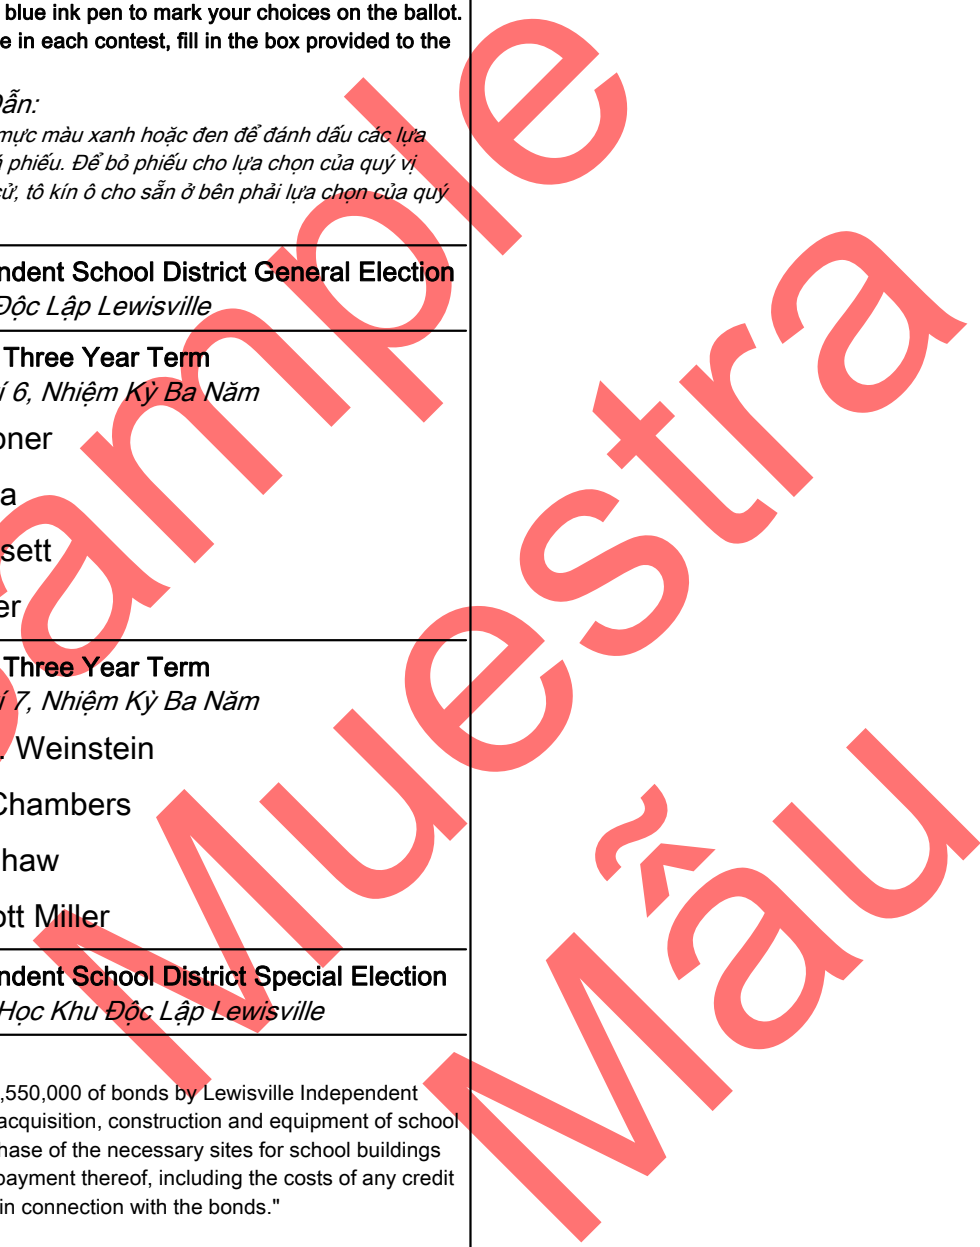 blue ink pen to mark your choices on the ballot.
e in each contest, fill in the box provided to the
Dẫn:
mực màu xanh hoặc đen để đánh dấu các lựa
phiếu. Để bỏ phiếu cho lựa chọn của quý vị
cử, tô kín ô cho sẵn ở bên phải lựa chọn của quý
ndent School District General Election
Độc Lập Lewisville
Three Year Term
í 6, Nhiệm Kỳ Ba Năm
oner
a
sett
er
Three Year Term
í 7, Nhiệm Kỳ Ba Năm
. Weinstein
Chambers
haw
ott Miller
ndent School District Special Election
Học Khu Độc Lập Lewisville
,550,000 of bonds by Lewisville Independent
acquisition, construction and equipment of school
hase of the necessary sites for school buildings
payment thereof, including the costs of any credit
in connection with the bonds."
Sample
Muestra
Mẫu